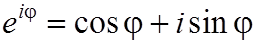 e^{iφ} = cos φ + i sin φ